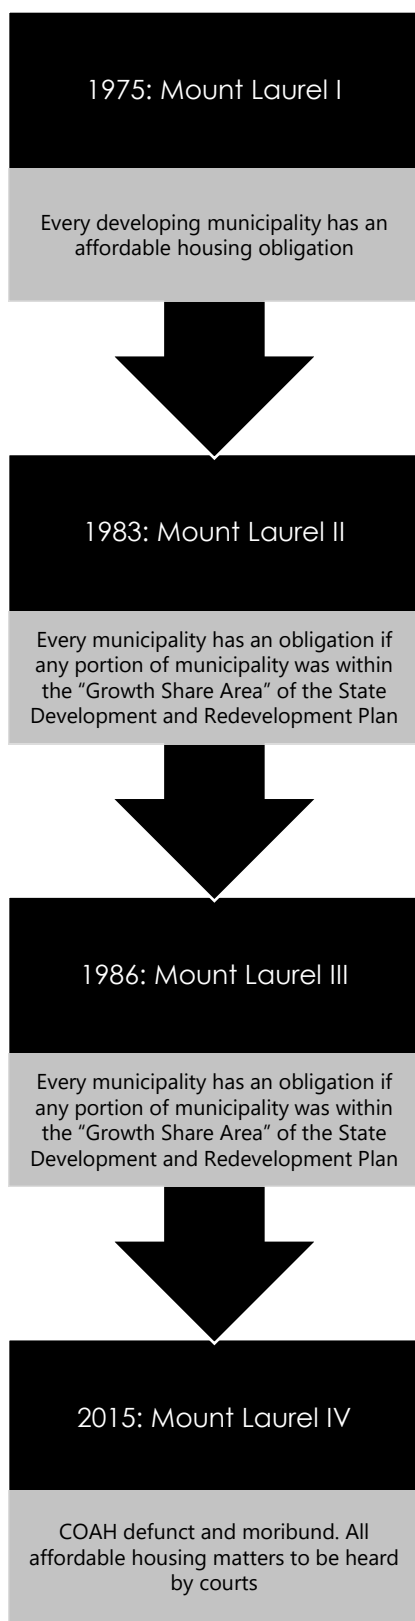 1975: Mount Laurel I
Every developing municipality has an
affordable housing obligation
1983: Mount Laurel II
Every municipality has an obligation if
any portion of municipality was within
the “Growth Share Area” of the State
Development and Redevelopment Plan
1986: Mount Laurel III
Every municipality has an obligation if
any portion of municipality was within
the “Growth Share Area” of the State
Development and Redevelopment Plan
2015: Mount Laurel IV
COAH defunct and moribund. All
affordable housing matters to be heard
by courts